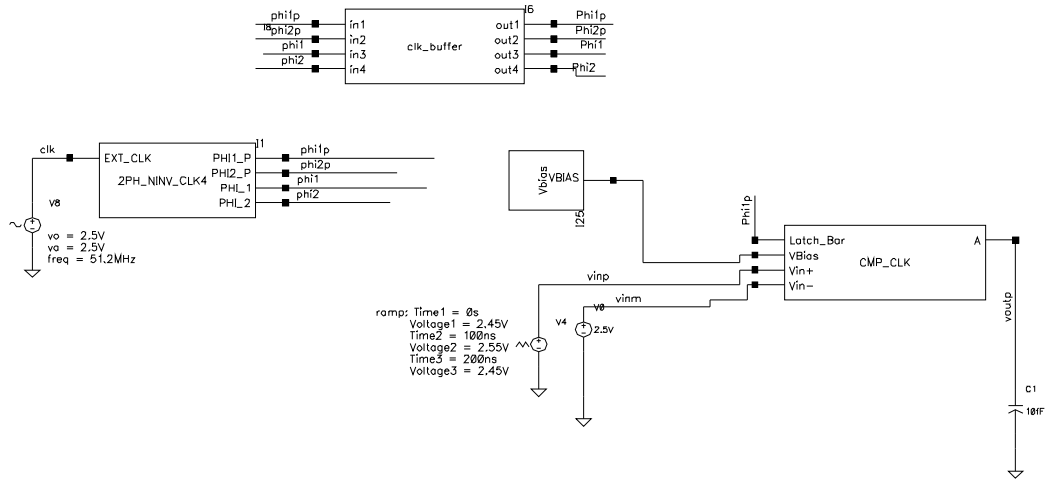 phi1p
I8
phi2p
phi1
phi2
in1
in2
in3
in4
clk_buffer
I6
out1
out2
out3
out4
Phi1p
Phi2p
Phi1
Phi2
clk
I1
EXT_CLK
2PH_NINV_CLK4
PHI1_P
PHI2_P
PHI_1
PHI_2
phi1p
phi2p
phi1
phi2
V8
vo = 2.5V
va = 2.5V
freq = 51.2MHz
Vbias
VBIAS
I25
Phi1p
Latch_Bar
VBias
Vin+
Vin-
CMP_CLK
A
vinp
vinm
ramp; Time1 = 0s
Voltage1 = 2.45V
Time2 = 100ns
Voltage2 = 2.55V
Time3 = 200ns
Voltage3 = 2.45V
V4
V0
2.5V
voutp
C1
10fF